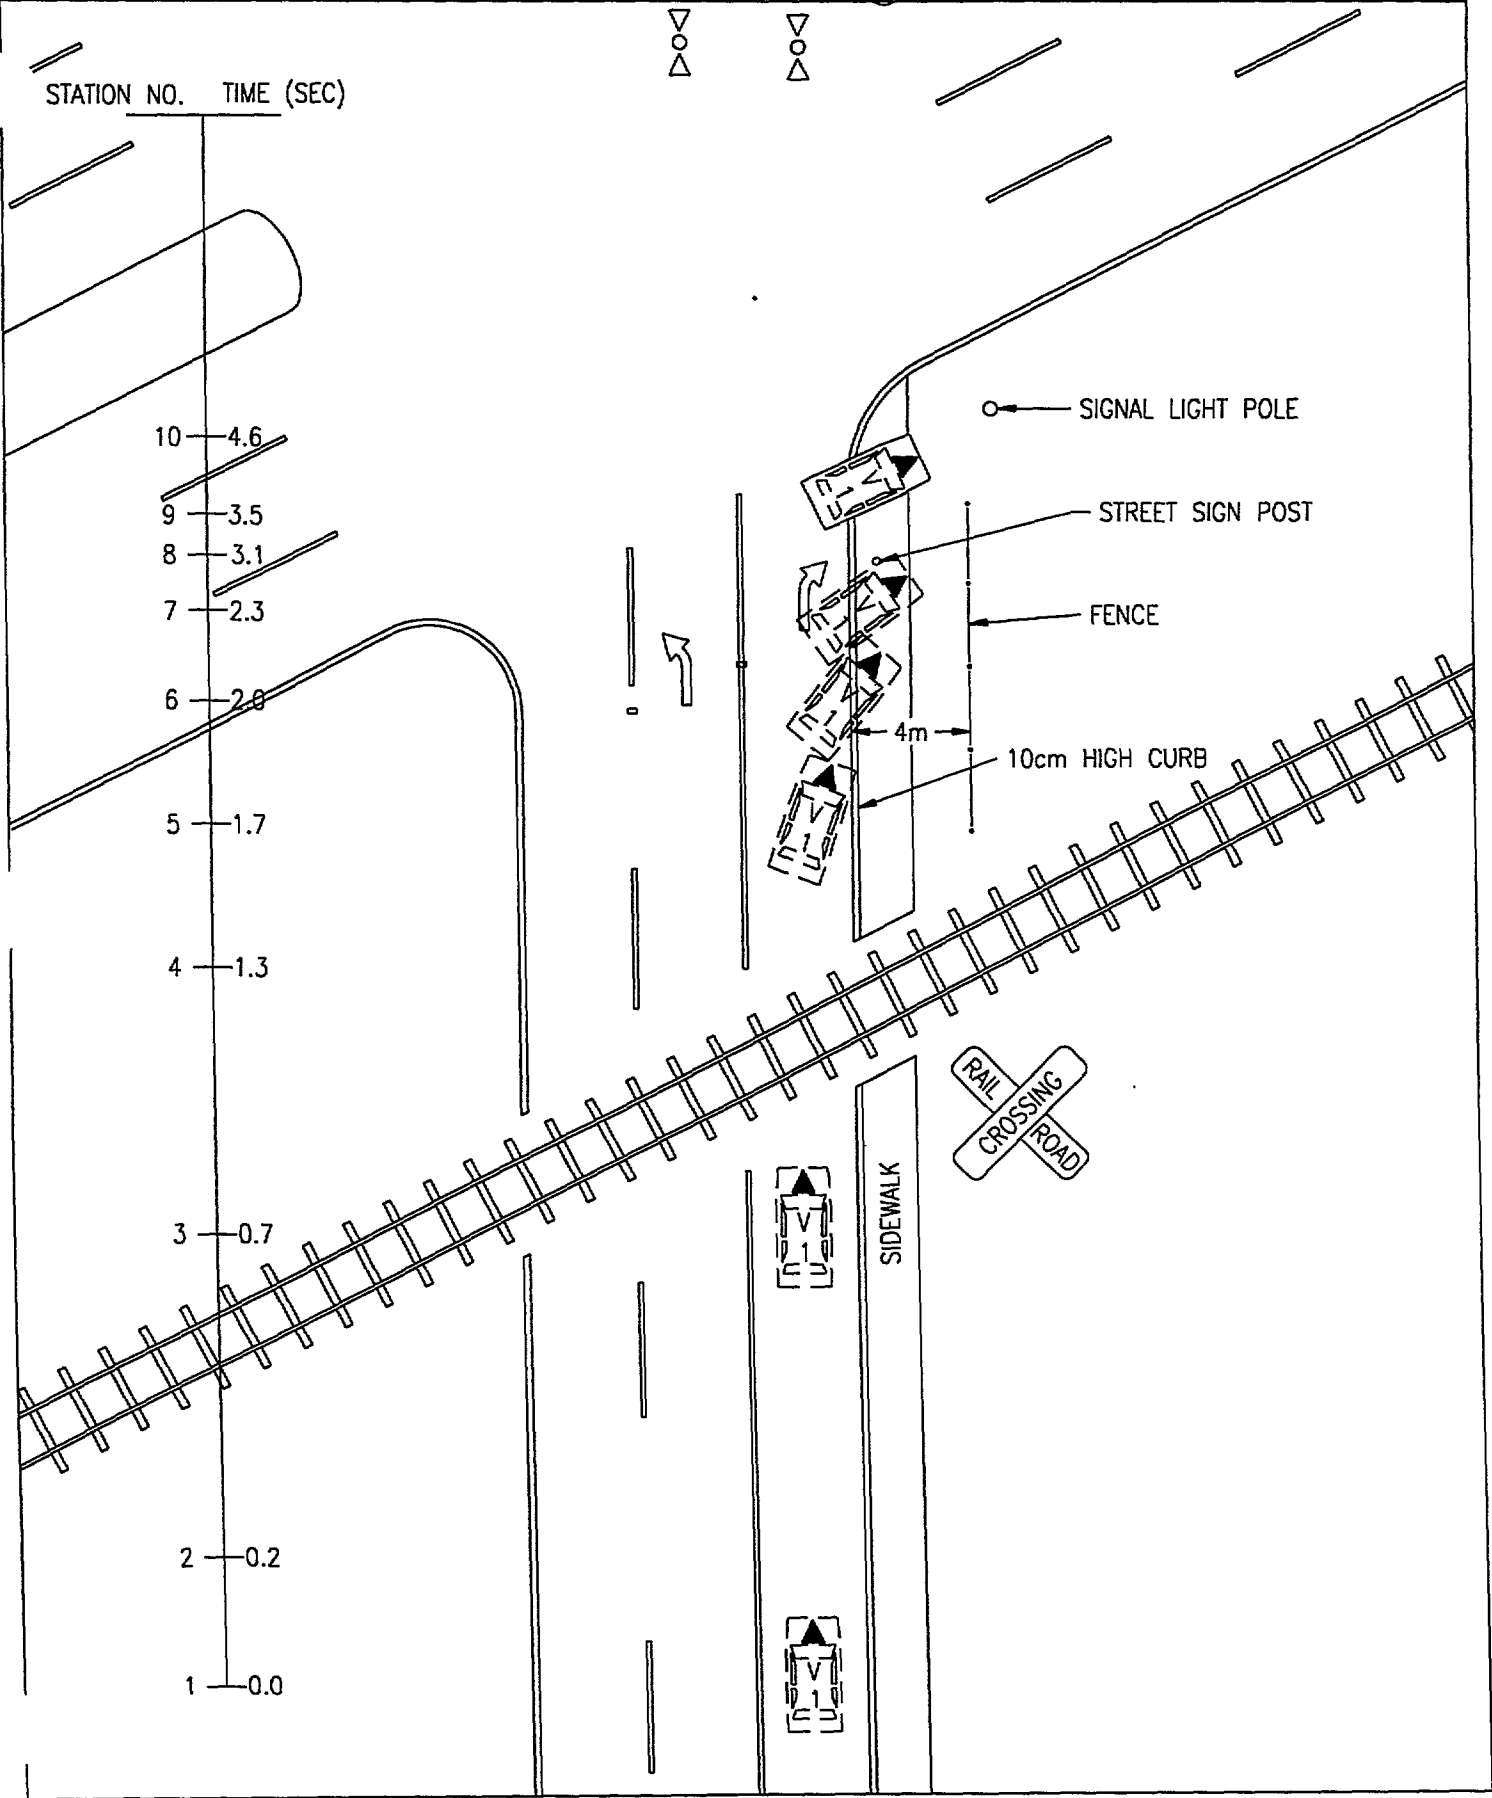 STATION NO. TIME (SEC)
10 4.6
9 3.5
8 3.1
7 2.3
6 2.0
5 1.7
4 1.3
3 0.7
2 0.2
1 0.0
SIGNAL LIGHT POLE
V
1
STREET SIGN POST
V
1
FENCE
V
1
4m
10cm HIGH CURB
V
1
RAIL
CROSSING
ROAD
SIDEWALK
V
1
V
1